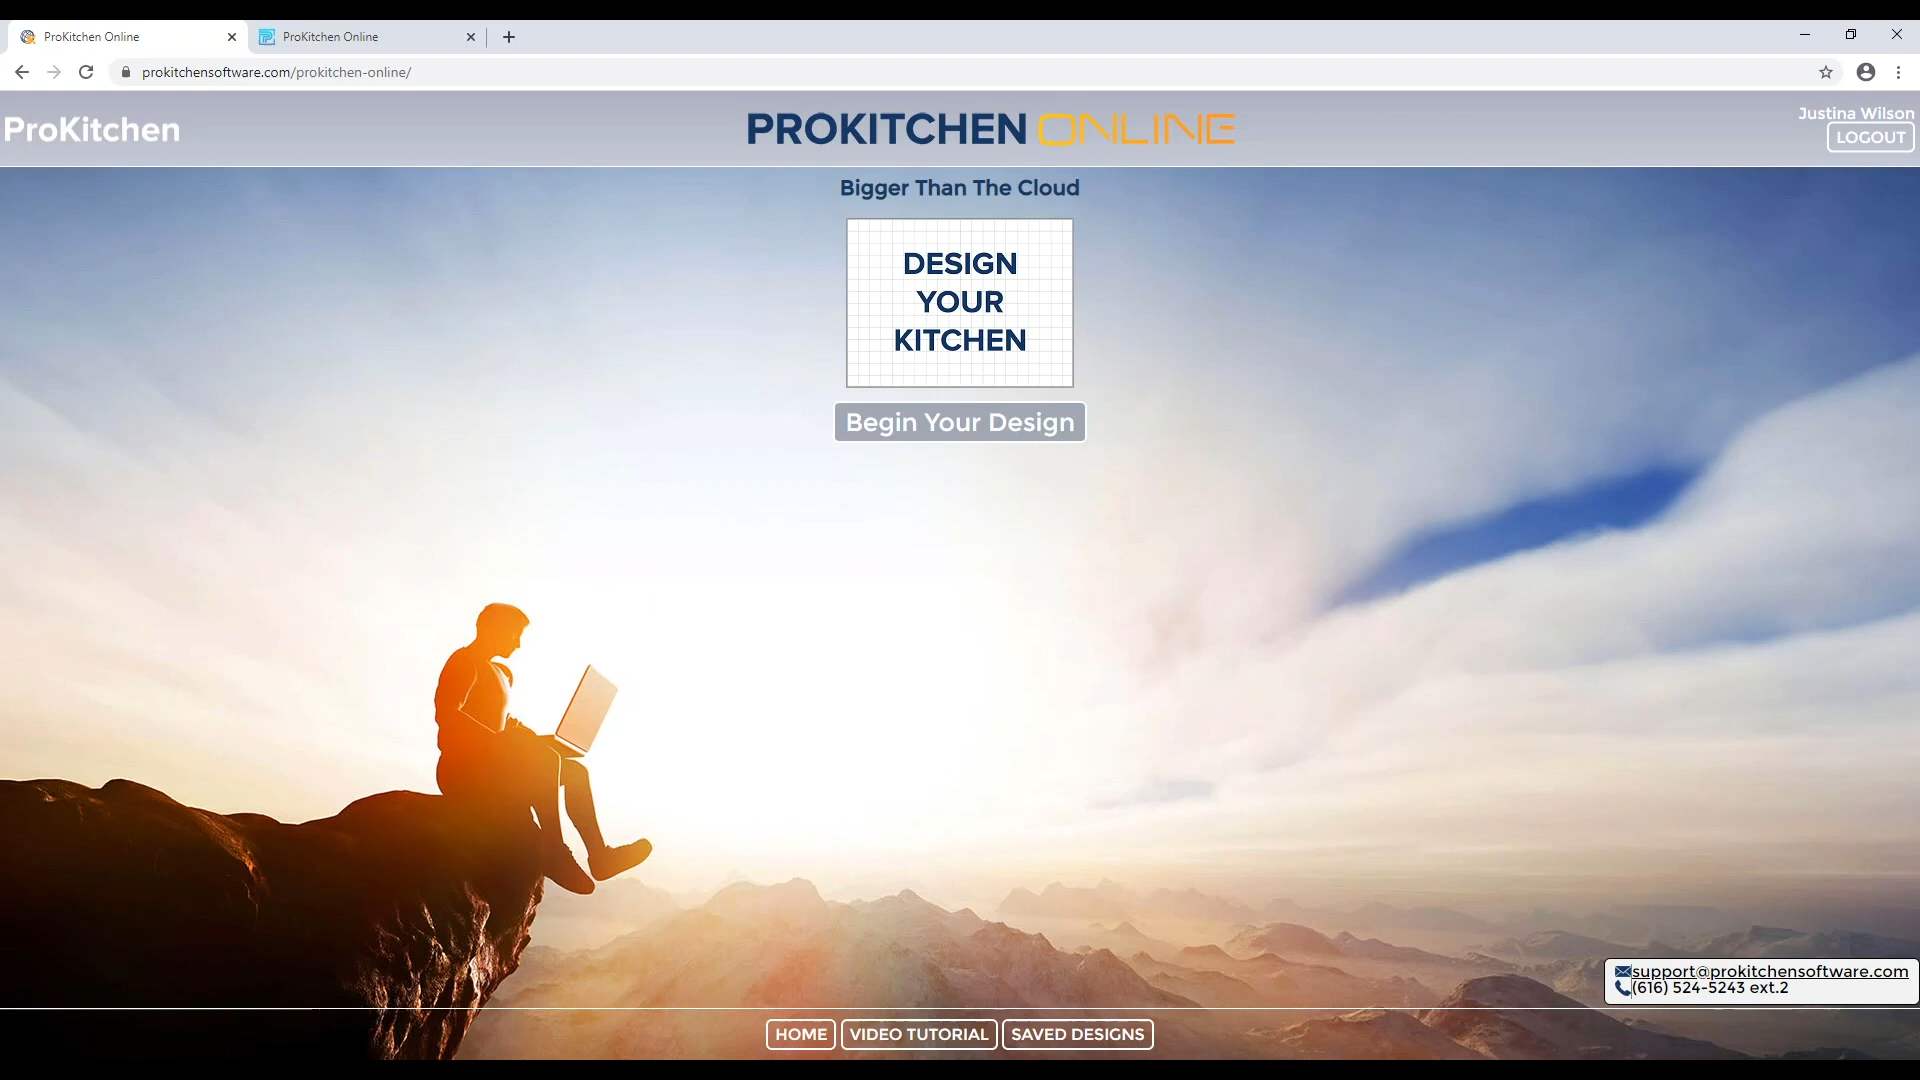 ProKitchen Online
ProKitchen Online
prokitchensoftware.com/prokitchen-online/
ProKitchen
PROKITCHEN ONLINE
Justina Wilson
LOGOUT
Bigger Than The Cloud
DESIGN
YOUR
KITCHEN
Begin Your Design
support@prokitchensoftware.com
(616) 524-5243 ext.2
HOME
VIDEO TUTORIAL
SAVED DESIGNS